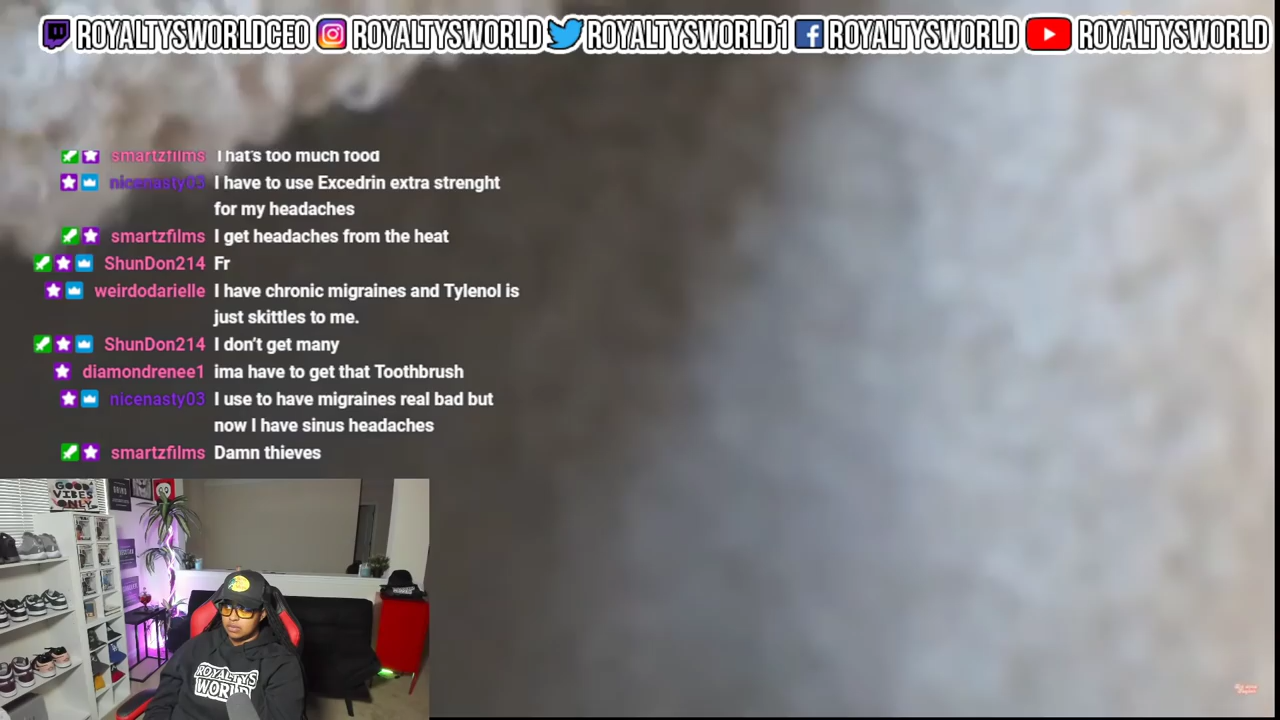 ROYALTYSWORLDCEO ROYALTYSWORLD ROYALTYSWORLD1 ROYALTYSWORLD ROYALTYSWORLD
smartzfilms That's too much food
nicenasty03 I have to use Excedrin extra strenght
for my headaches
smartzfilms I get headaches from the heat
ShunDon214 Fr
weirdodarielle I have chronic migraines and Tylenol is
just skittles to me.
ShunDon214 I don't get many
diamondrenee1 ima have to get that Toothbrush
nicenasty03 I use to have migraines real bad but
now I have sinus headaches
smartzfilms Damn thieves
GOOD
VIBES
ONLY
ROYALTYS
WORLD